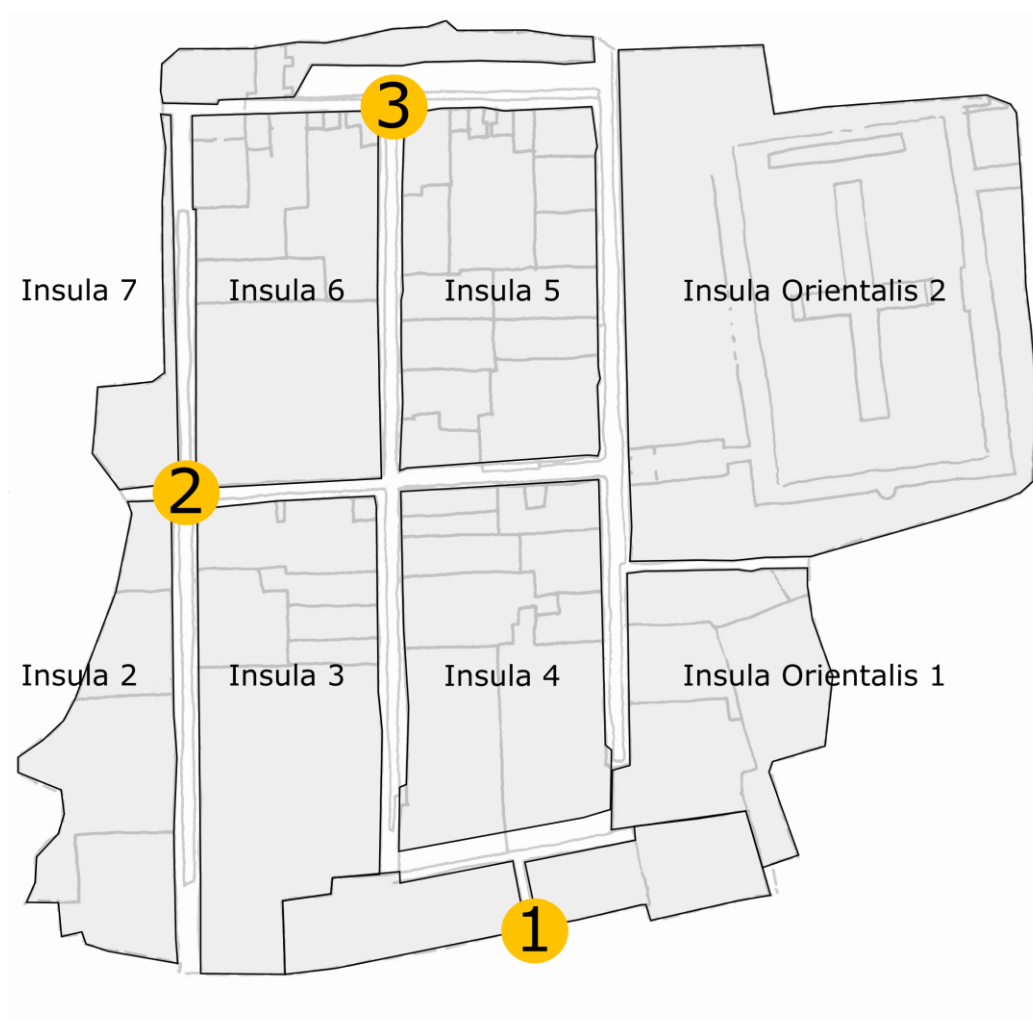 3
Insula 7
Insula 6
Insula 5
Insula Orientalis 2
2
Insula 2
Insula 3
Insula 4
Insula Orientalis 1
1